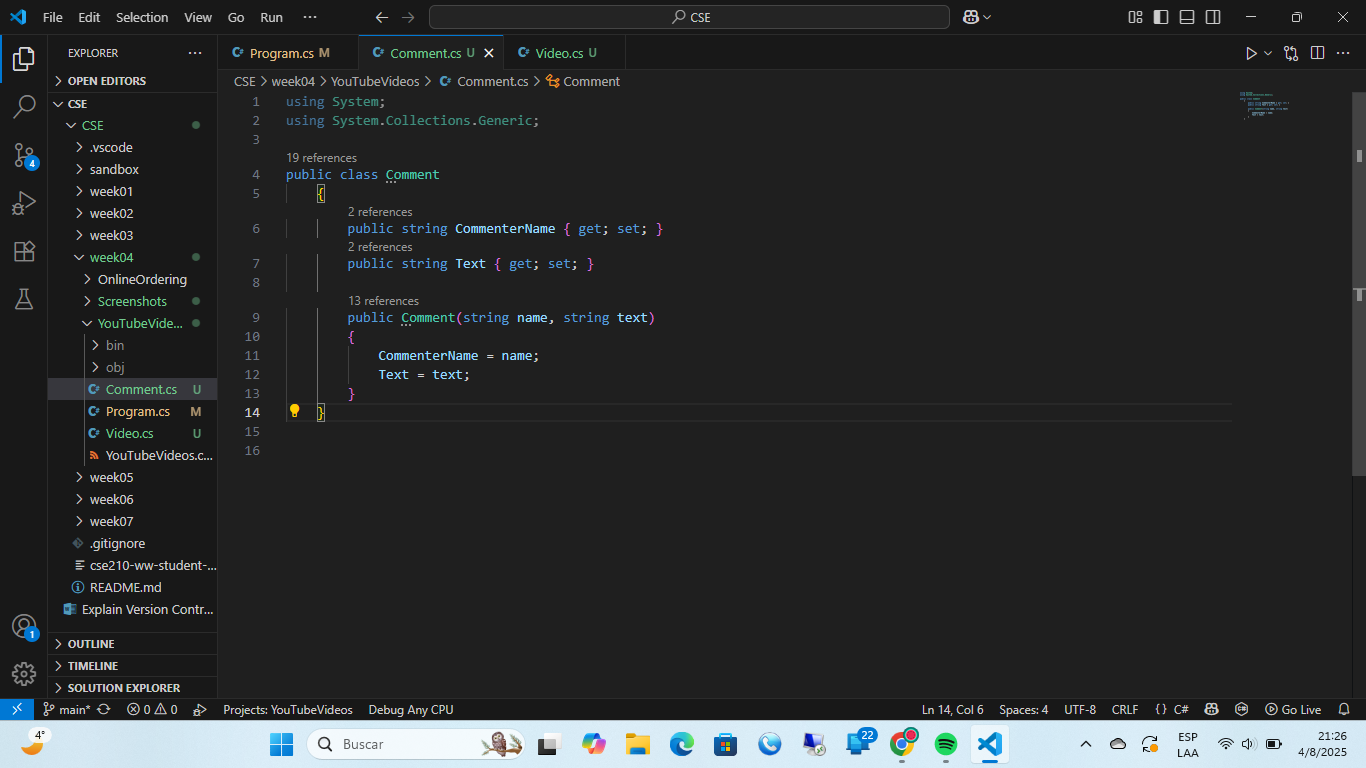 File Edit Selection View Go Run ··· CSE
EXPLORER ···
OPEN EDITORS
CSE
CSE
.vscode
sandbox
week01
week02
week03
week04
OnlineOrdering
Screenshots
YouTubeVide...
bin
obj
Comment.cs U
Program.cs M
Video.cs U
YouTubeVideos.c...
week05
week06
week07
.gitignore
cse210-ww-student-...
README.md
Explain Version Contr...
OUTLINE
TIMELINE
SOLUTION EXPLORER
4
1
Program.cs M Comment.cs U Video.cs U
CSE > week04 > YouTubeVideos > Comment.cs > Comment
1 using System;
2 using System.Collections.Generic;
3
19 references
4 public class Comment
5 {
2 references
6 public string CommenterName { get; set; }
2 references
7 public string Text { get; set; }
8
13 references
9 public Comment(string name, string text)
10 {
11 CommenterName = name;
12 Text = text;
13 }
14 }
15
16
main* 0 0 Projects: YouTubeVideos Debug Any CPU Ln 14, Col 6 Spaces: 4 UTF-8 CRLF {} C# Go Live
4° Buscar 22 ESP 21:26
LAA 4/8/2025